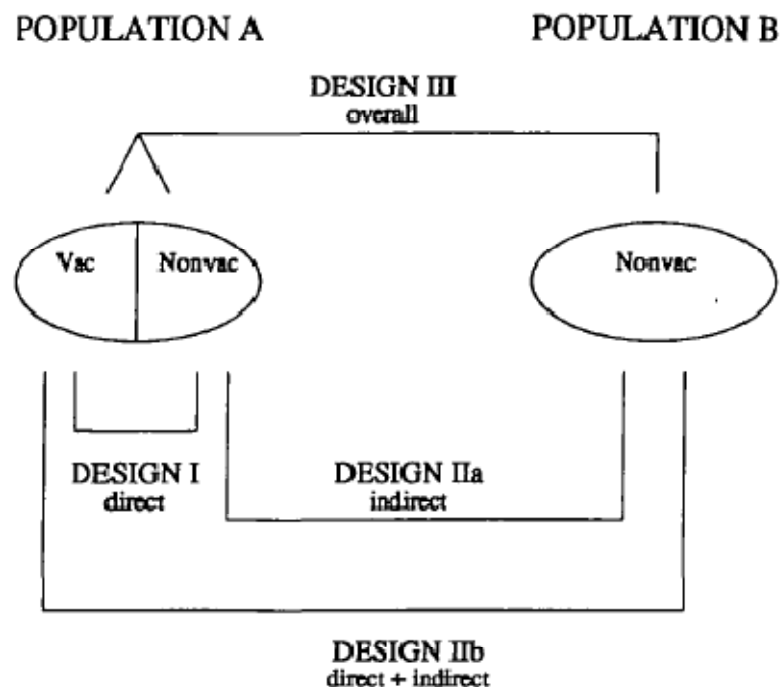 POPULATION A
POPULATION B
DESIGN III
overall
Vac
Nonvac
Nonvac
DESIGN I
direct
DESIGN IIa
indirect
DESIGN IIb
direct + indirect